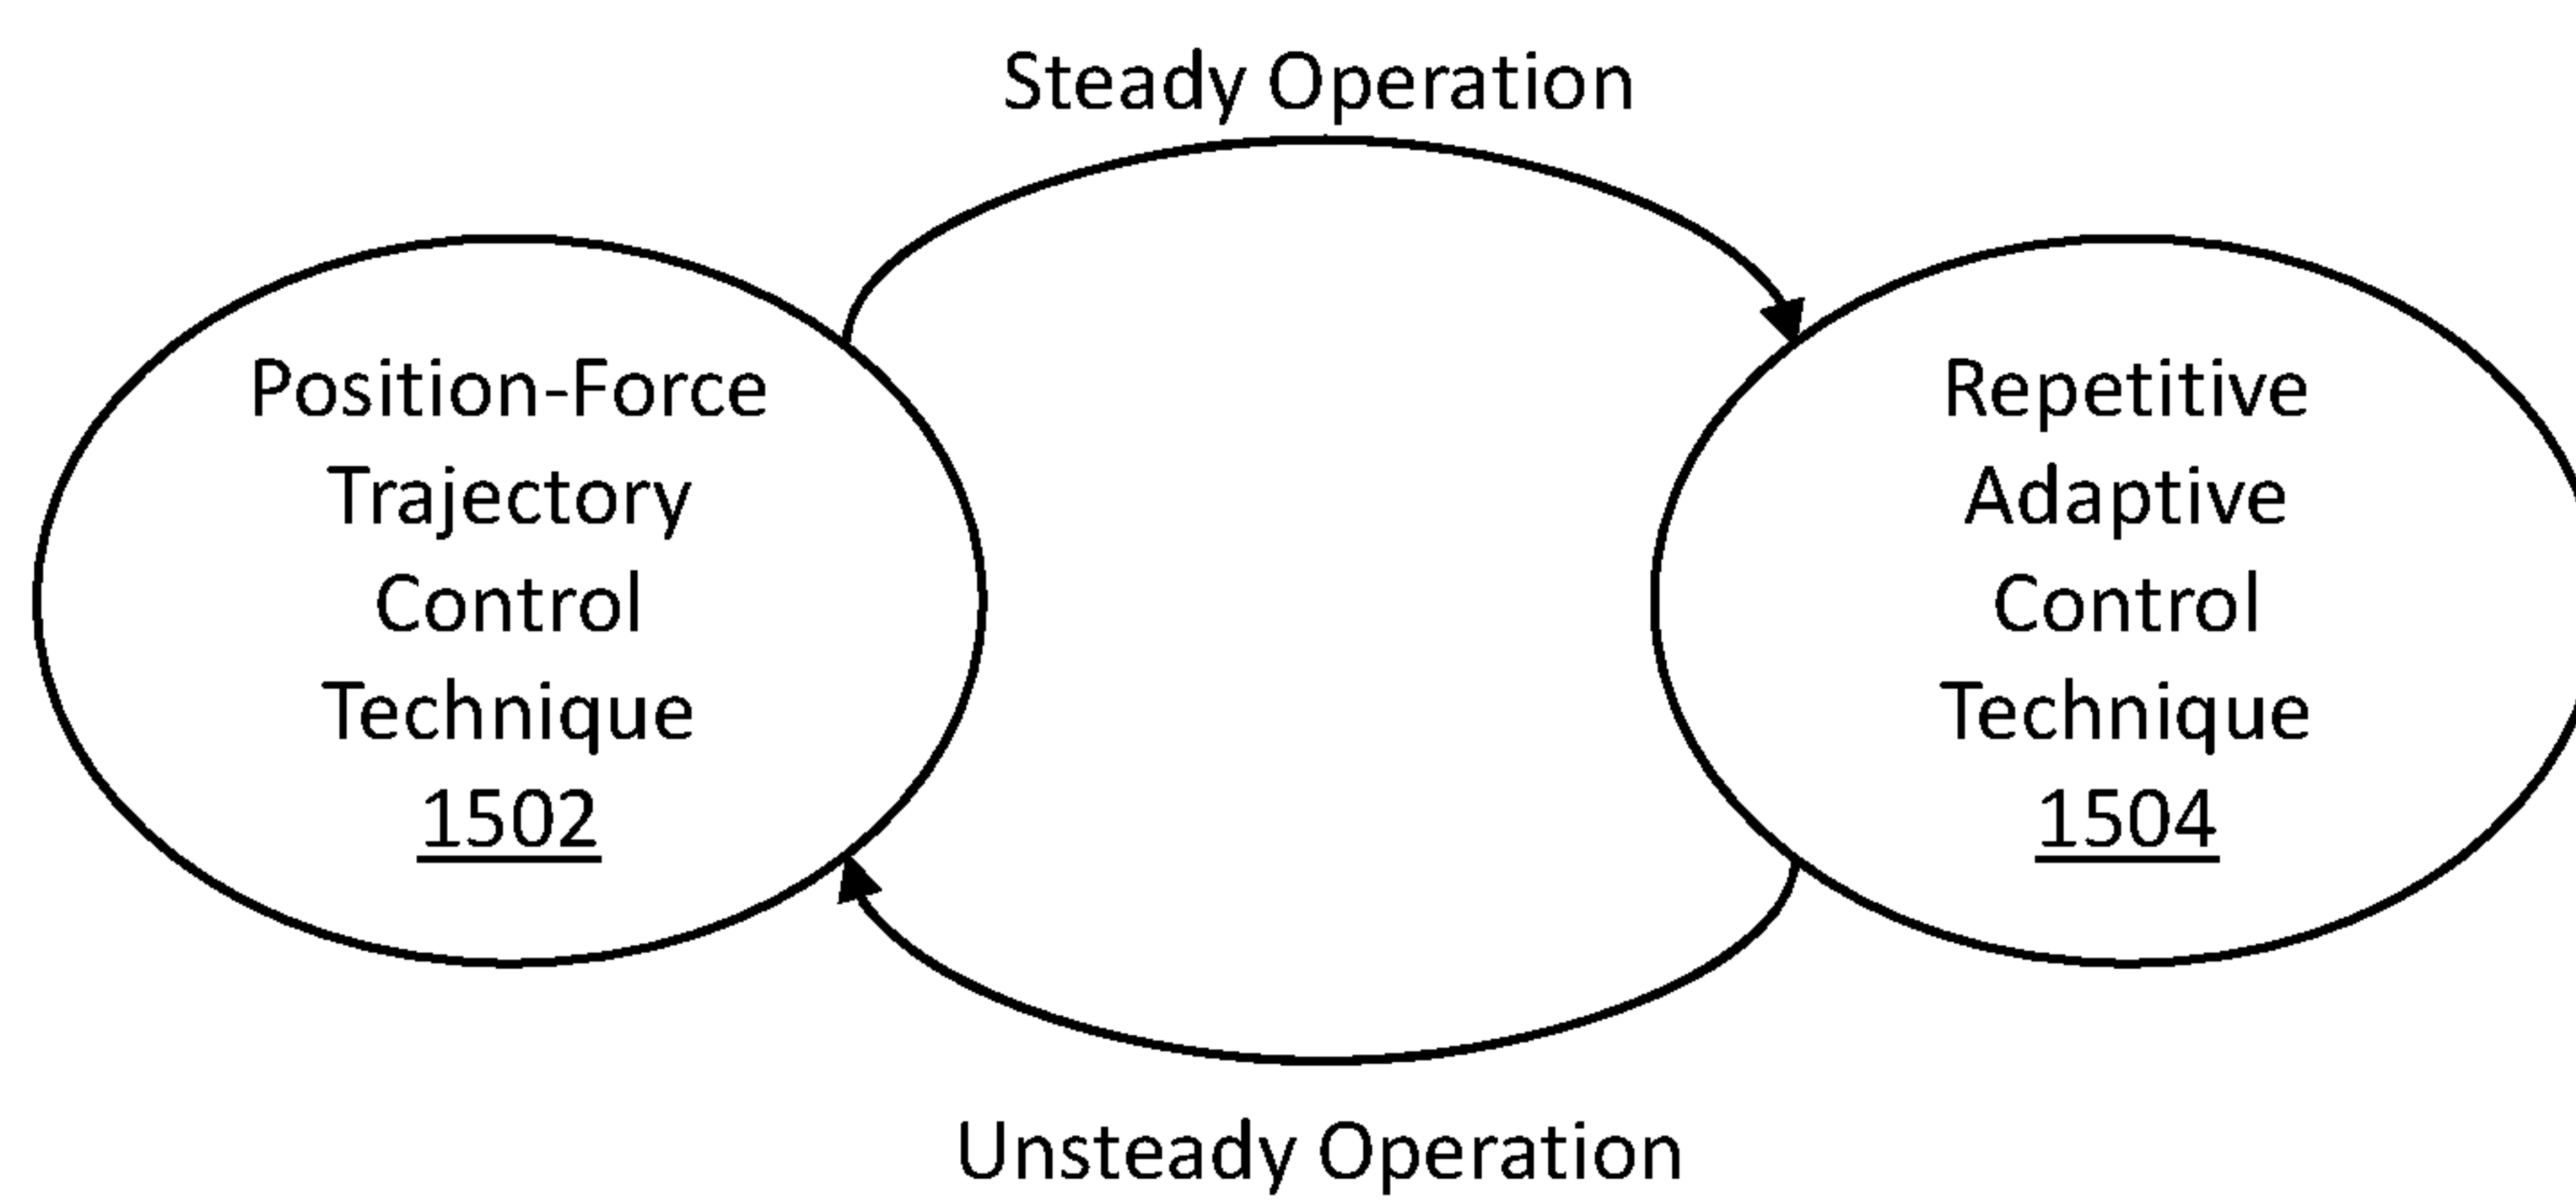 Steady Operation
Position-Force
Trajectory
Control
Technique
1502
Repetitive
Adaptive
Control
Technique
1504
Unsteady Operation